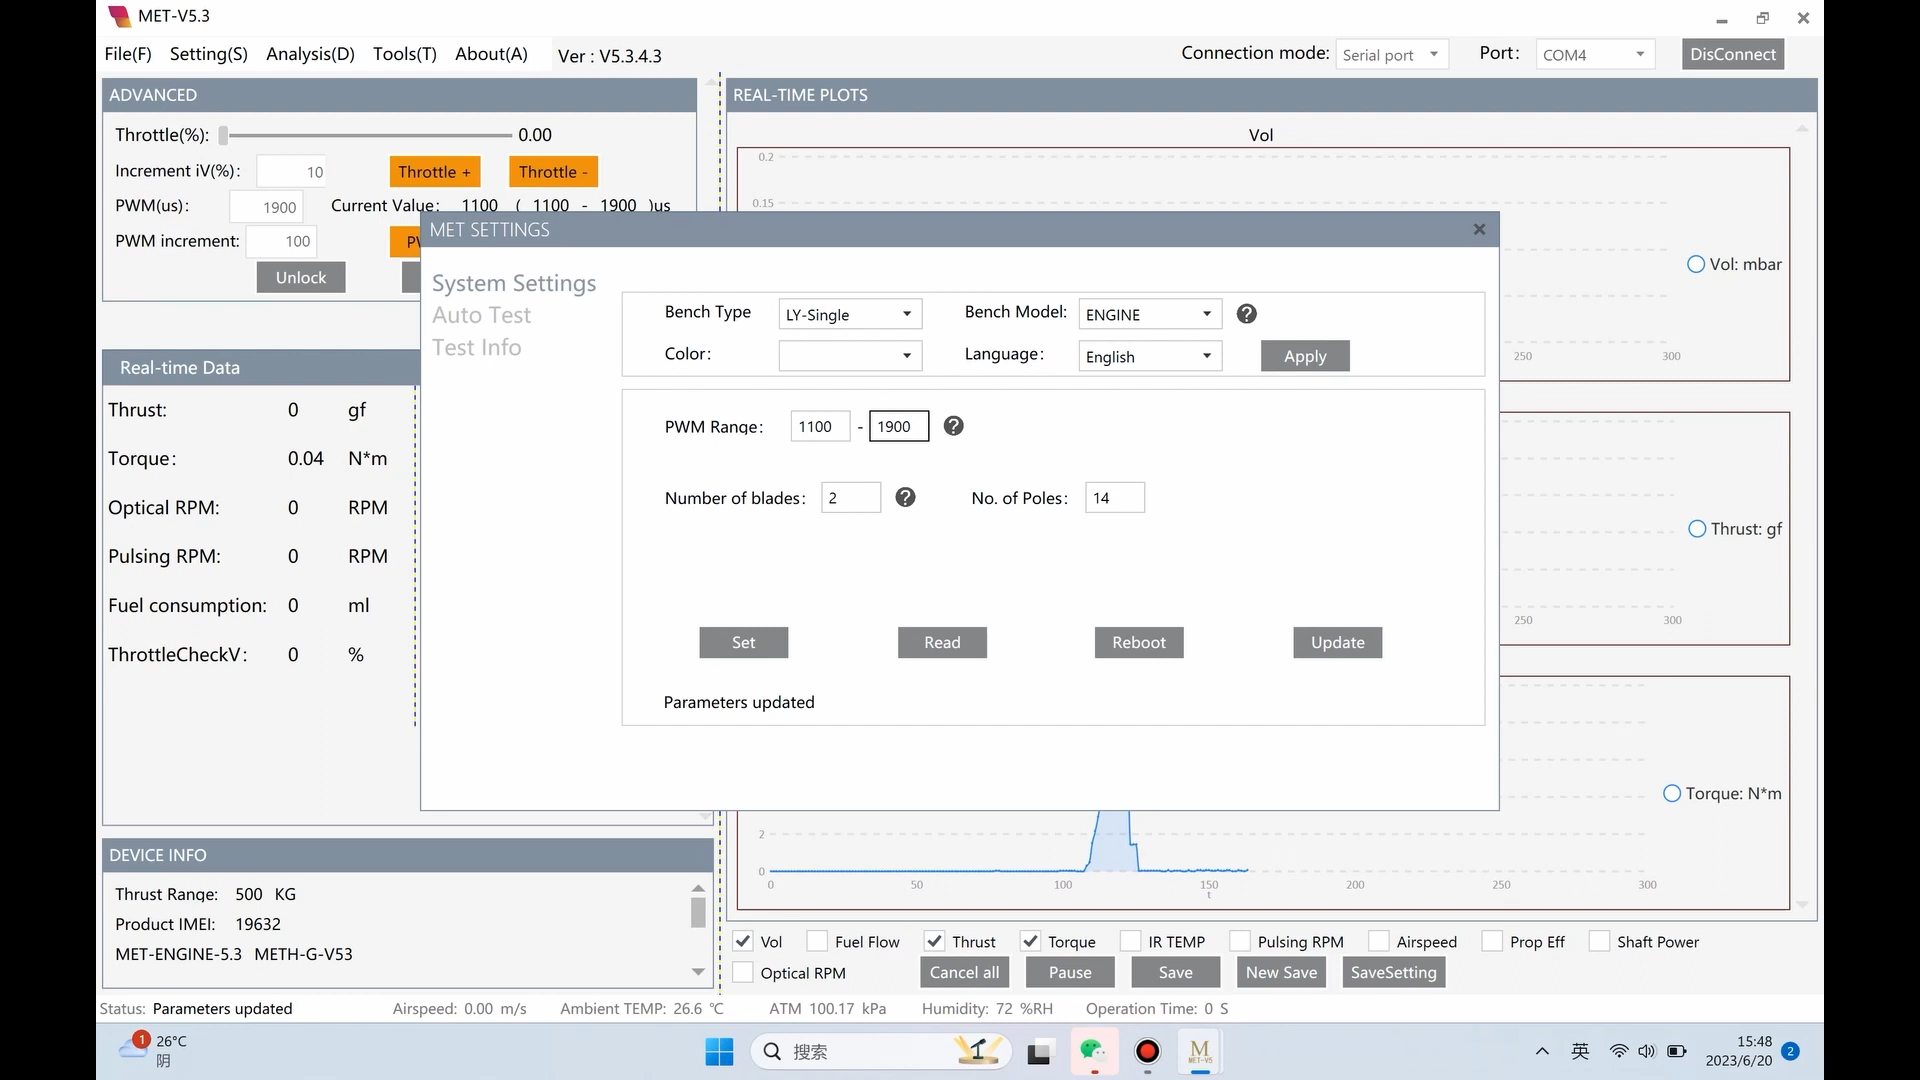 MET-V5.3
File(F) Setting(S) Analysis(D) Tools(T) About(A) Ver : V5.3.4.3 Connection mode: Serial port Port: COM4 DisConnect
ADVANCED
Throttle(%): 0.00
Increment iV(%): 10 Throttle + Throttle -
PWM(us): 1900 Current Value: 1100 ( 1100 - 1900 )us
PWM increment: 100
Unlock
REAL-TIME PLOTS
Vol
0.2
0.15
250 300
Vol: mbar
MET SETTINGS
System Settings
Auto Test
Test Info
Bench Type LY-Single Bench Model: ENGINE
Color: Language: English Apply
PWM Range: 1100 - 1900
Number of blades: 2 No. of Poles: 14
Set Read Reboot Update
Parameters updated
Real-time Data
Thrust: 0 gf
Torque: 0.04 N*m
Optical RPM: 0 RPM
Pulsing RPM: 0 RPM
Fuel consumption: 0 ml
ThrottleCheckV: 0 %
Thrust: gf
250 300
Torque: N*m
2
0
0 50 100 150 200 250 300
t
DEVICE INFO
Thrust Range: 500 KG
Product IMEI: 19632
MET-ENGINE-5.3 METH-G-V53
Vol Fuel Flow Thrust Torque IR TEMP Pulsing RPM Airspeed Prop Eff Shaft Power
Optical RPM Cancel all Pause Save New Save SaveSetting
Status: Parameters updated Airspeed: 0.00 m/s Ambient TEMP: 26.6 ℃ ATM 100.17 kPa Humidity: 72 %RH Operation Time: 0 S
1 26°C
阴
搜索
M
MET-V5
英
15:48
2023/6/20
2